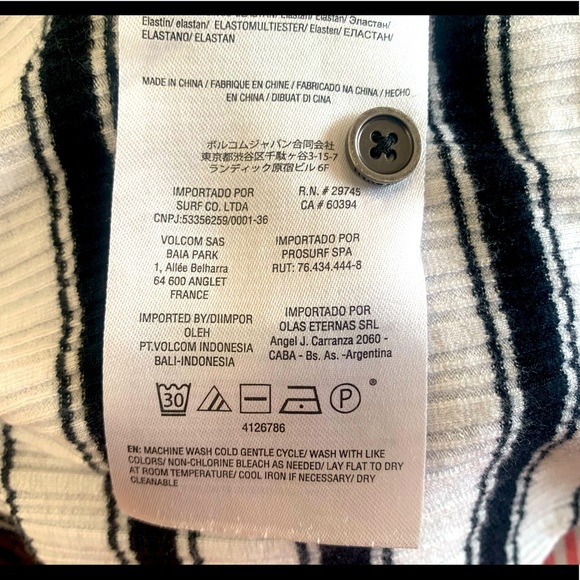 Elastin/ elastan/ ELASTOMULTIESTER/ Elasten/ ЕЛАСТАН/
ELASTANO/ ELASTAN
MADE IN CHINA / FABRIQUE EN CHINE / FABRICADO NA CHINA / HECHO
EN CHINA / DIBUAT DI CINA
ボルコムジャパン合同会社
東京都渋谷区千駄ヶ谷3-15-7
ランディック原宿ビル 6F
IMPORTADO POR
SURF CO. LTDA
CNPJ:53356259/0001-36
R.N. # 29745
CA # 60394
VOLCOM SAS
BAIA PARK
1, Allée Belharra
64 600 ANGLET
FRANCE
IMPORTADO POR
PROSURF SPA
RUT: 76.434.444-8
IMPORTED BY/DIIMPOR
OLEH
PT.VOLCOM INDONESIA
BALI-INDONESIA
IMPORTADO POR
OLAS ETERNAS SRL
Angel J. Carranza 2060 -
CABA - Bs. As. -Argentina
30 P ®
4126786
EN: MACHINE WASH COLD GENTLE CYCLE/ WASH WITH LIKE
COLORS/ NON-CHLORINE BLEACH AS NEEDED/ LAY FLAT TO DRY
AT ROOM TEMPERATURE/ COOL IRON IF NECESSARY/ DRY
CLEANABLE